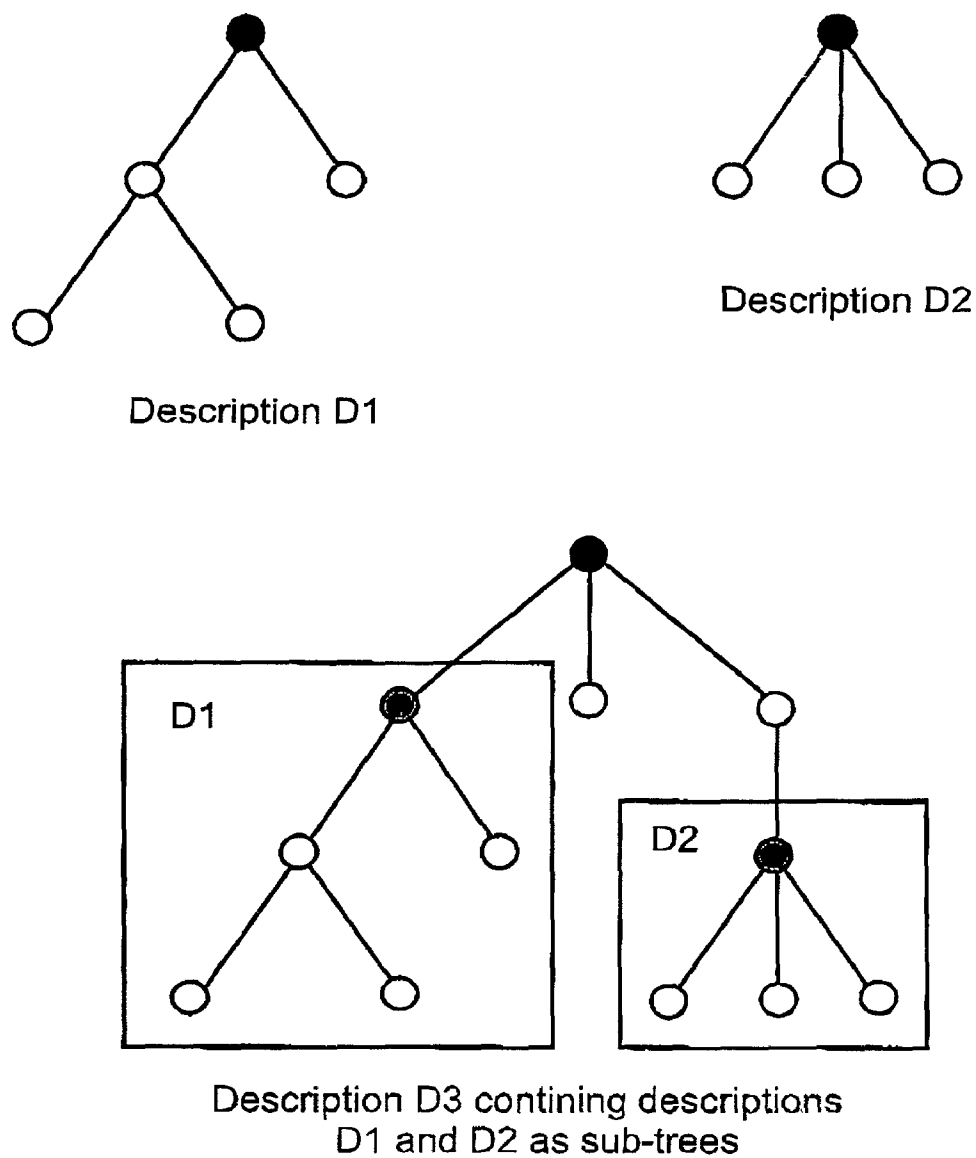 Description D2
Description D1
D1
D2
Description D3 contining descriptions
D1 and D2 as sub-trees